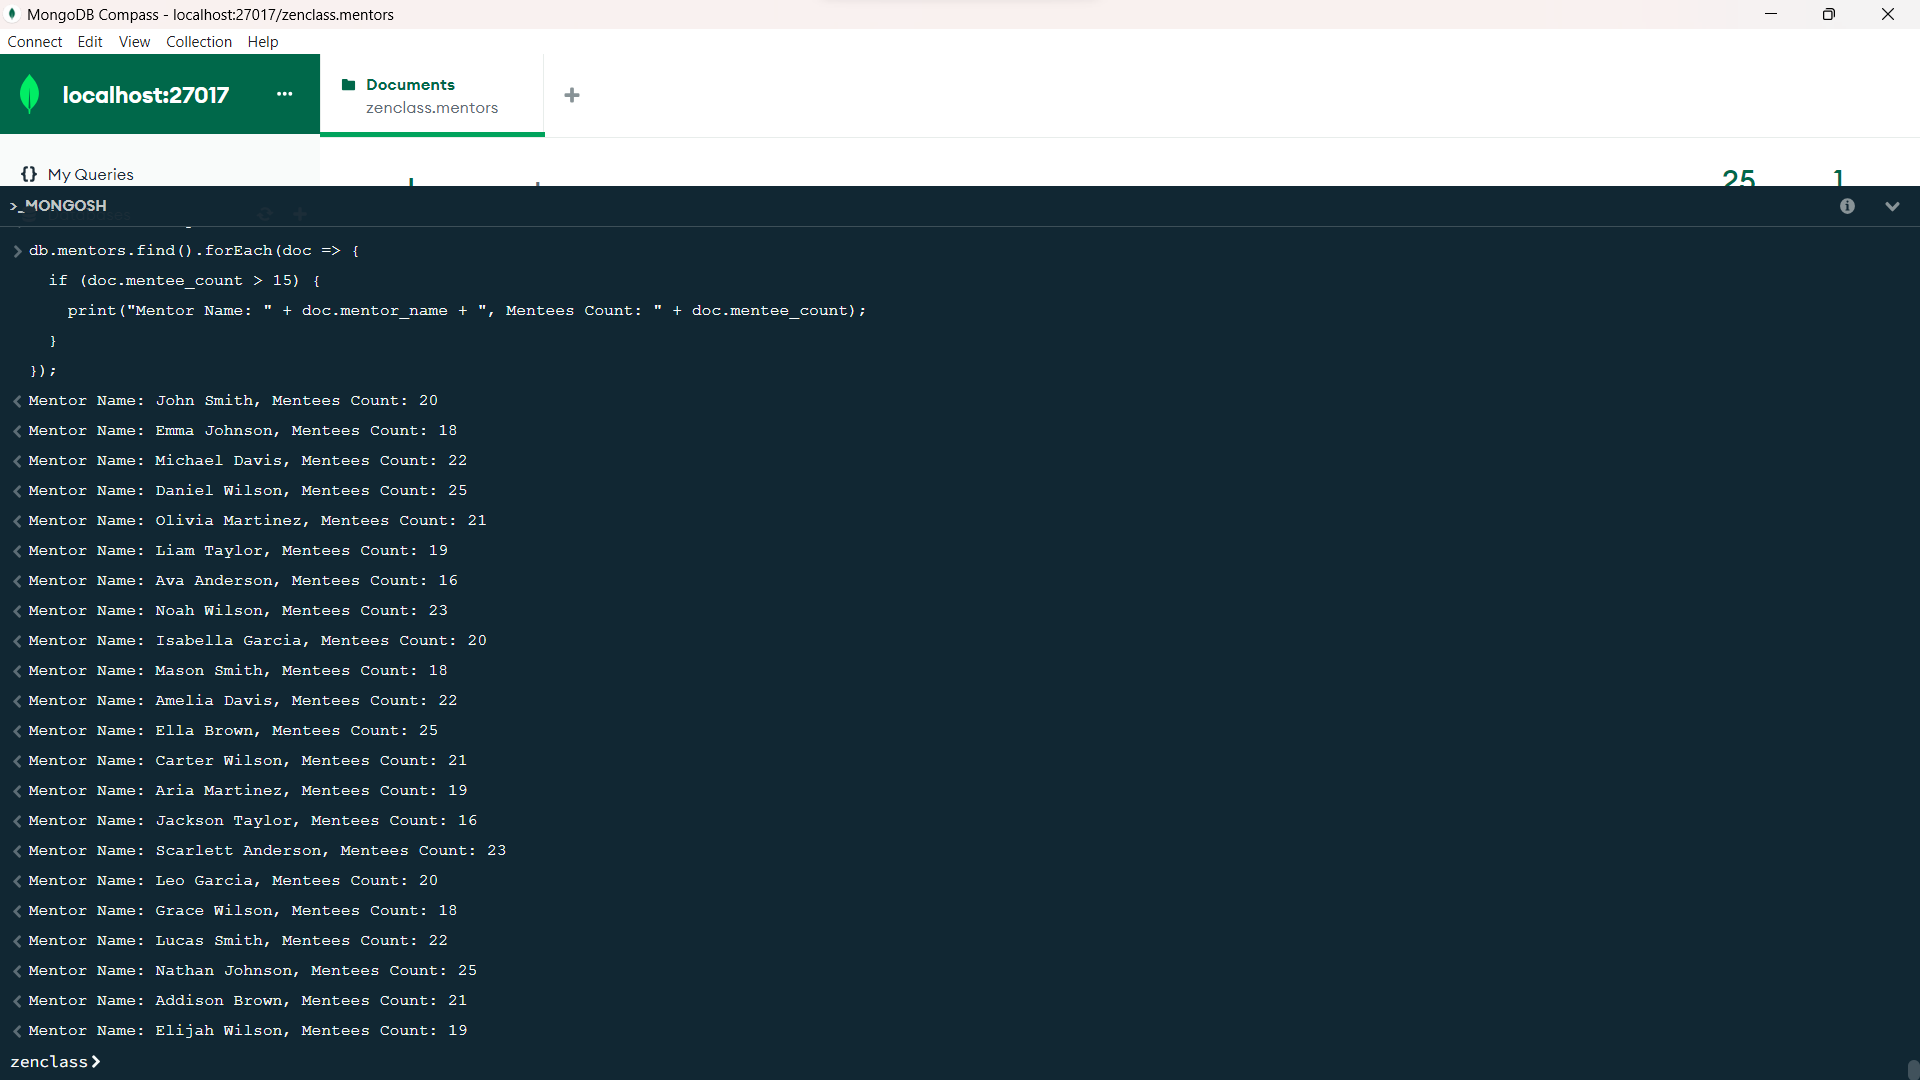 MongoDB Compass - localhost:27017/zenclass.mentors
Connect Edit View Collection Help
localhost:27017 ...
Documents
zenclass.mentors
{} My Queries
25 1
>_MONGOSH
db.mentors.find().forEach(doc => {
if (doc.mentee_count > 15) {
print("Mentor Name: " + doc.mentor_name + ", Mentees Count: " + doc.mentee_count);
}
});
Mentor Name: John Smith, Mentees Count: 20
Mentor Name: Emma Johnson, Mentees Count: 18
Mentor Name: Michael Davis, Mentees Count: 22
Mentor Name: Daniel Wilson, Mentees Count: 25
Mentor Name: Olivia Martinez, Mentees Count: 21
Mentor Name: Liam Taylor, Mentees Count: 19
Mentor Name: Ava Anderson, Mentees Count: 16
Mentor Name: Noah Wilson, Mentees Count: 23
Mentor Name: Isabella Garcia, Mentees Count: 20
Mentor Name: Mason Smith, Mentees Count: 18
Mentor Name: Amelia Davis, Mentees Count: 22
Mentor Name: Ella Brown, Mentees Count: 25
Mentor Name: Carter Wilson, Mentees Count: 21
Mentor Name: Aria Martinez, Mentees Count: 19
Mentor Name: Jackson Taylor, Mentees Count: 16
Mentor Name: Scarlett Anderson, Mentees Count: 23
Mentor Name: Leo Garcia, Mentees Count: 20
Mentor Name: Grace Wilson, Mentees Count: 18
Mentor Name: Lucas Smith, Mentees Count: 22
Mentor Name: Nathan Johnson, Mentees Count: 25
Mentor Name: Addison Brown, Mentees Count: 21
Mentor Name: Elijah Wilson, Mentees Count: 19
zenclass>